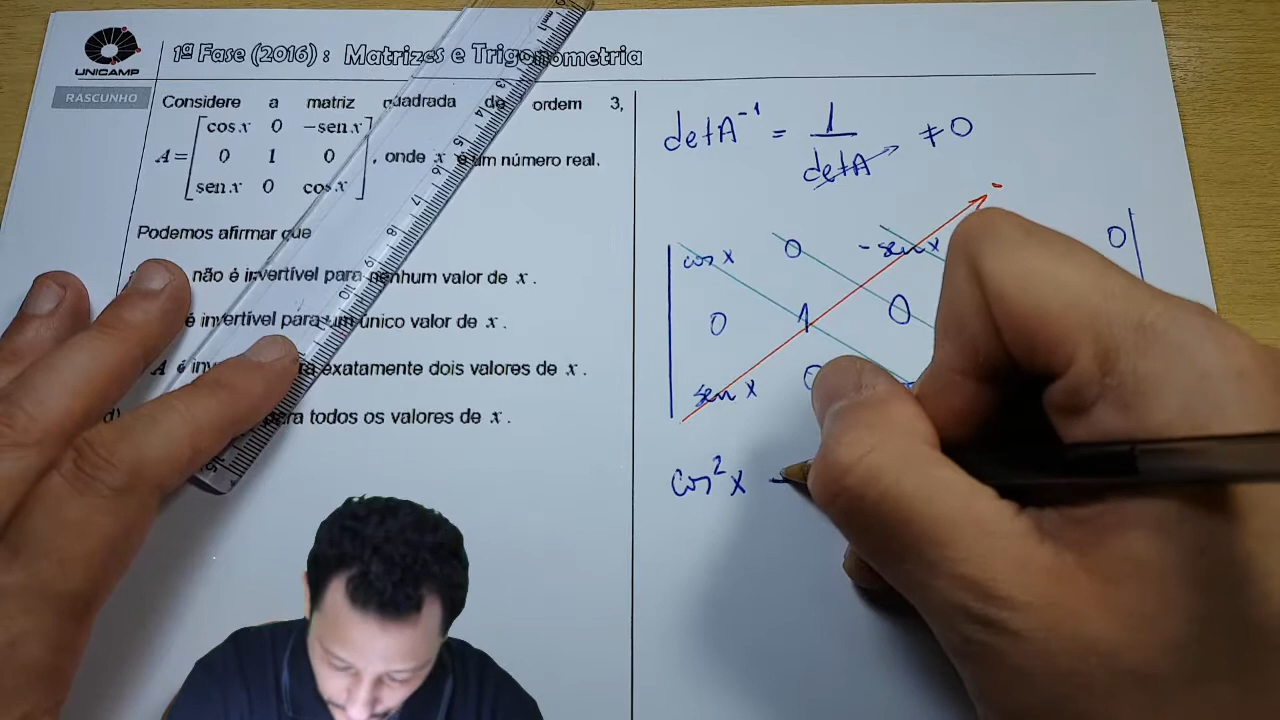 UNICAMP
1ª Fase (2016) : Matrizes e Trigonometria
RASCUNHO
Considere a matriz quadrada de ordem 3,
cos x 0 -sen x
A = 0 1 0 , onde x é um número real.
sen x 0 cos x
Podemos afirmar que
não é invertível para nenhum valor de x .
é invertível para um único valor de x .
A é exatamente dois valores de x .
d) para todos os valores de x .
detA⁻¹ = 1 / detA → ≠ 0
cos x 0 - sen x 0
0 1 0
sen x 0
cos² x